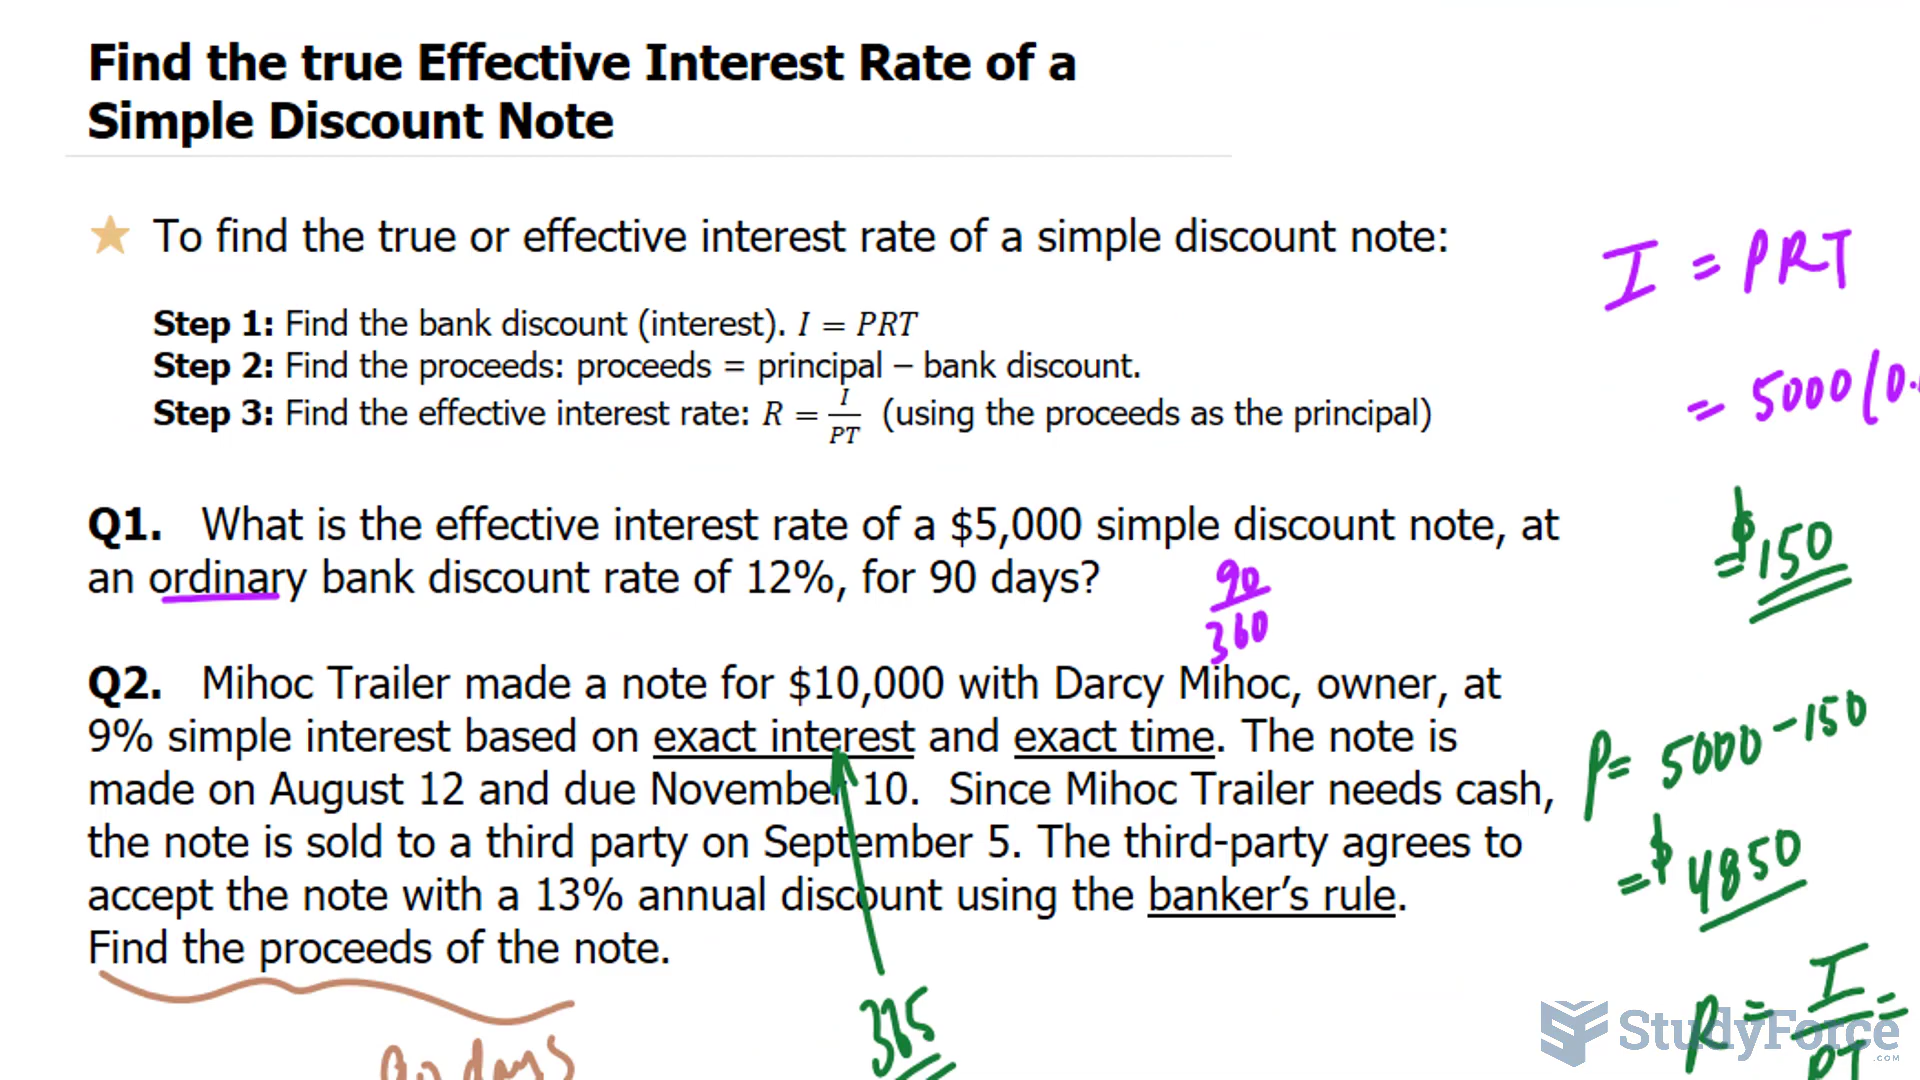 Find the true Effective Interest Rate of a
Simple Discount Note
To find the true or effective interest rate of a simple discount note:
Step 1: Find the bank discount (interest). I = PRT
Step 2: Find the proceeds: proceeds = principal – bank discount.
Step 3: Find the effective interest rate: R = I/PT (using the proceeds as the principal)
I = PRT
= 5000(0.
Q1. What is the effective interest rate of a $5,000 simple discount note, at
an ordinary bank discount rate of 12%, for 90 days?
90/360
= $150
Q2. Mihoc Trailer made a note for $10,000 with Darcy Mihoc, owner, at
9% simple interest based on exact interest and exact time. The note is
made on August 12 and due November 10. Since Mihoc Trailer needs cash,
the note is sold to a third party on September 5. The third-party agrees to
accept the note with a 13% annual discount using the banker's rule.
Find the proceeds of the note.
P = 5000 - 150
= $4850
R = I/PT =
365
90 days
StudyForce
.COM